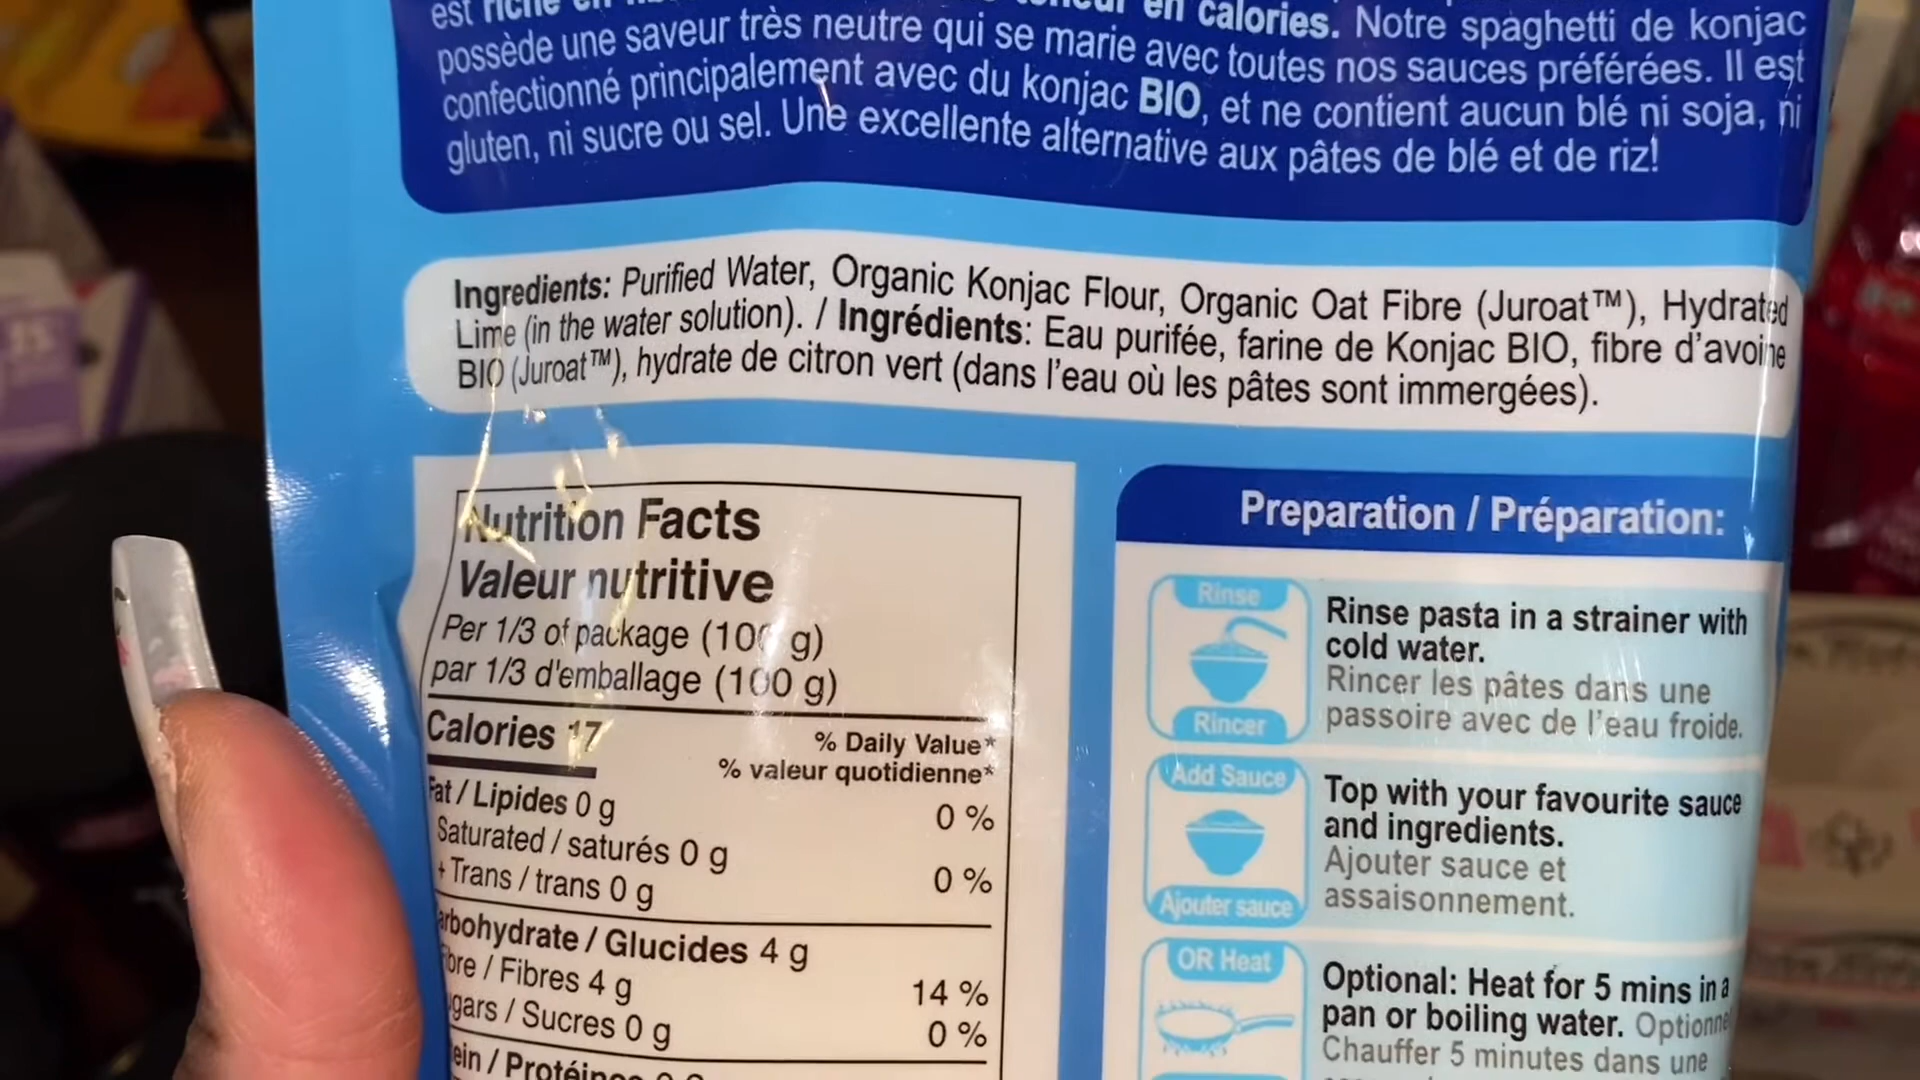 est riche en calories. Notre spaghetti de konjac
possède une saveur très neutre qui se marie avec toutes nos sauces préférées. Il est
confectionné principalement avec du konjac BIO, et ne contient aucun blé ni soja, ni
gluten, ni sucre ou sel. Une excellente alternative aux pâtes de blé et de riz!
Ingredients: Purified Water, Organic Konjac Flour, Organic Oat Fibre (Juroat™), Hydrated
Lime (in the water solution). / Ingrédients: Eau purifée, farine de Konjac BIO, fibre d'avoine
BIO (Juroat™), hydrate de citron vert (dans l'eau où les pâtes sont immergées).
Nutrition Facts
Valeur nutritive
Per 1/3 of package (100 g)
par 1/3 d'emballage (100 g)
Calories 17
% Daily Value*
% valeur quotidienne*
Fat / Lipides 0 g 0 %
Saturated / saturés 0 g
+ Trans / trans 0 g 0 %
arbohydrate / Glucides 4 g
ibre / Fibres 4 g 14 %
gars / Sucres 0 g 0 %
ein / Protéines
Preparation / Préparation:
Rinse
Rincer
Rinse pasta in a strainer with
cold water.
Rincer les pâtes dans une
passoire avec de l'eau froide.
Add Sauce
Ajouter sauce
Top with your favourite sauce
and ingredients.
Ajouter sauce et
assaisonnement.
OR Heat
Optional: Heat for 5 mins in a
pan or boiling water. Optionnel
Chauffer 5 minutes dans une